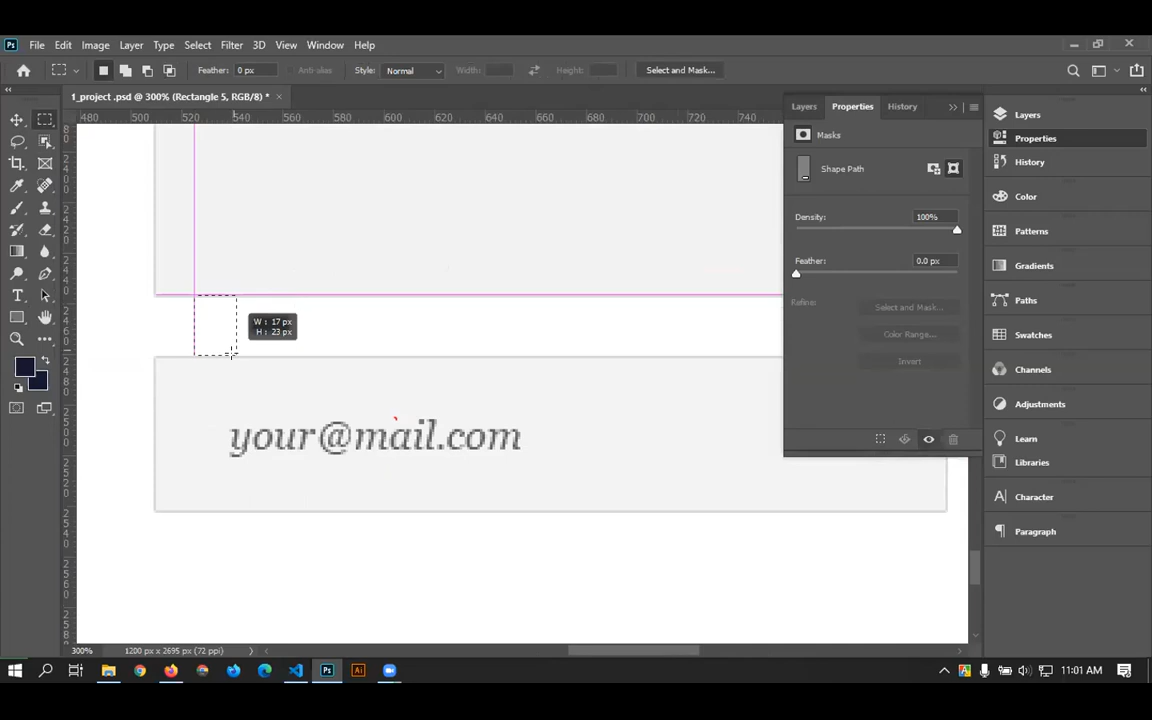 Ps File Edit Image Layer Type Select Filter 3D View Window Help
Feather: 0 px Anti-alias Style: Normal Width: Height: Select and Mask...
1_project .psd @ 300% (Rectangle 5, RGB/8) * ×
480 500 520 540 560 580 600 620 640 660 680 700 720 740
Layers Properties History
Masks
Shape Path
Density: 100%
Feather: 0.0 px
Refine: Select and Mask...
Color Range...
Invert
Layers
Properties
History
Color
Patterns
Gradients
Paths
Swatches
Channels
Adjustments
Learn
Libraries
Character
Paragraph
W : 17 px
H : 23 px
your@mail.com
300% 1200 px x 2695 px (72 ppi)
Ps Ai 11:01 AM